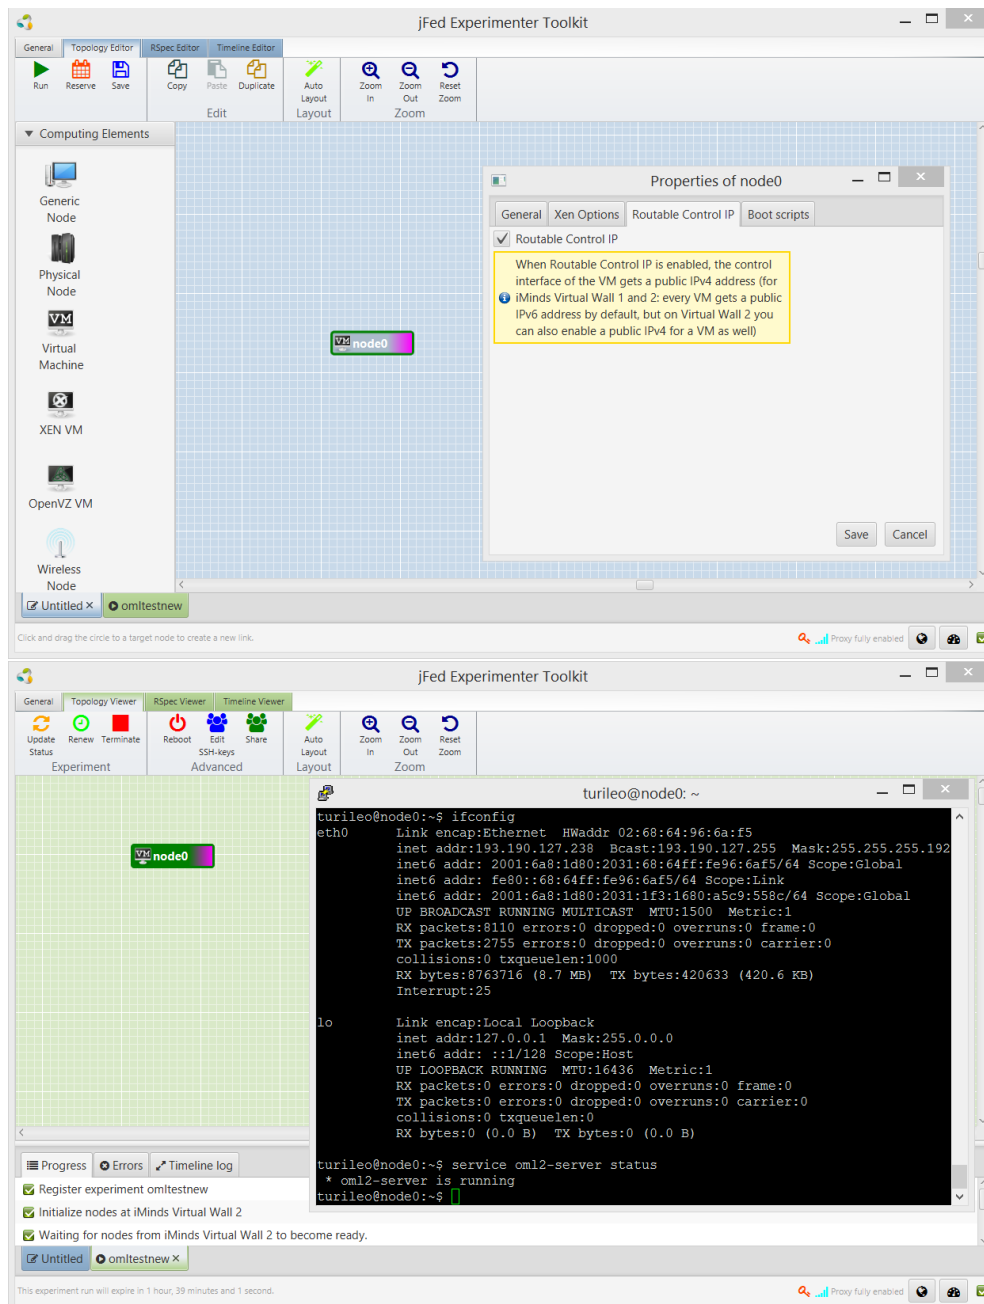 jFed Experimenter Toolkit
General Topology Editor RSpec Editor Timeline Editor
Run Reserve Save Copy Paste Duplicate Auto Layout Zoom In Zoom Out Reset Zoom
Edit Layout Zoom
Computing Elements
Generic
Node
Physical
Node
Virtual
Machine
XEN VM
OpenVZ VM
Wireless
Node
VM node0
Properties of node0
General Xen Options Routable Control IP Boot scripts
Routable Control IP
When Routable Control IP is enabled, the control
interface of the VM gets a public IPv4 address (for
iMinds Virtual Wall 1 and 2: every VM gets a public
IPv6 address by default, but on Virtual Wall 2 you
can also enable a public IPv4 for a VM as well)
Save Cancel
Untitled omltestnew
Click and drag the circle to a target node to create a new link.
Proxy fully enabled
jFed Experimenter Toolkit
General Topology Viewer RSpec Viewer Timeline Viewer
Update Status Renew Terminate Reboot Edit SSH-keys Share Auto Layout Zoom In Zoom Out Reset Zoom
Experiment Advanced Layout Zoom
VM node0
turileo@node0: ~
turileo@node0:~$ ifconfig
eth0 Link encap:Ethernet HWaddr 02:68:64:96:6a:f5
inet addr:193.190.127.238 Bcast:193.190.127.255 Mask:255.255.255.192
inet6 addr: 2001:6a8:1d80:2031:68:64ff:fe96:6af5/64 Scope:Global
inet6 addr: fe80::68:64ff:fe96:6af5/64 Scope:Link
inet6 addr: 2001:6a8:1d80:2031:1f3:1680:a5c9:558c/64 Scope:Global
UP BROADCAST RUNNING MULTICAST MTU:1500 Metric:1
RX packets:8110 errors:0 dropped:0 overruns:0 frame:0
TX packets:2755 errors:0 dropped:0 overruns:0 carrier:0
collisions:0 txqueuelen:1000
RX bytes:8763716 (8.7 MB) TX bytes:420633 (420.6 KB)
Interrupt:25
lo Link encap:Local Loopback
inet addr:127.0.0.1 Mask:255.0.0.0
inet6 addr: ::1/128 Scope:Host
UP LOOPBACK RUNNING MTU:16436 Metric:1
RX packets:0 errors:0 dropped:0 overruns:0 frame:0
TX packets:0 errors:0 dropped:0 overruns:0 carrier:0
collisions:0 txqueuelen:0
RX bytes:0 (0.0 B) TX bytes:0 (0.0 B)
turileo@node0:~$ service oml2-server status
* oml2-server is running
turileo@node0:~$
Progress Errors Timeline log
Register experiment omltestnew
Initialize nodes at iMinds Virtual Wall 2
Waiting for nodes from iMinds Virtual Wall 2 to become ready.
Untitled omltestnew
This experiment run will expire in 1 hour, 39 minutes and 1 second.
Proxy fully enabled